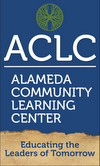 ACLC
ALAMEDA
COMMUNITY
LEARNING
CENTER
Educating the
Leaders of Tomorrow